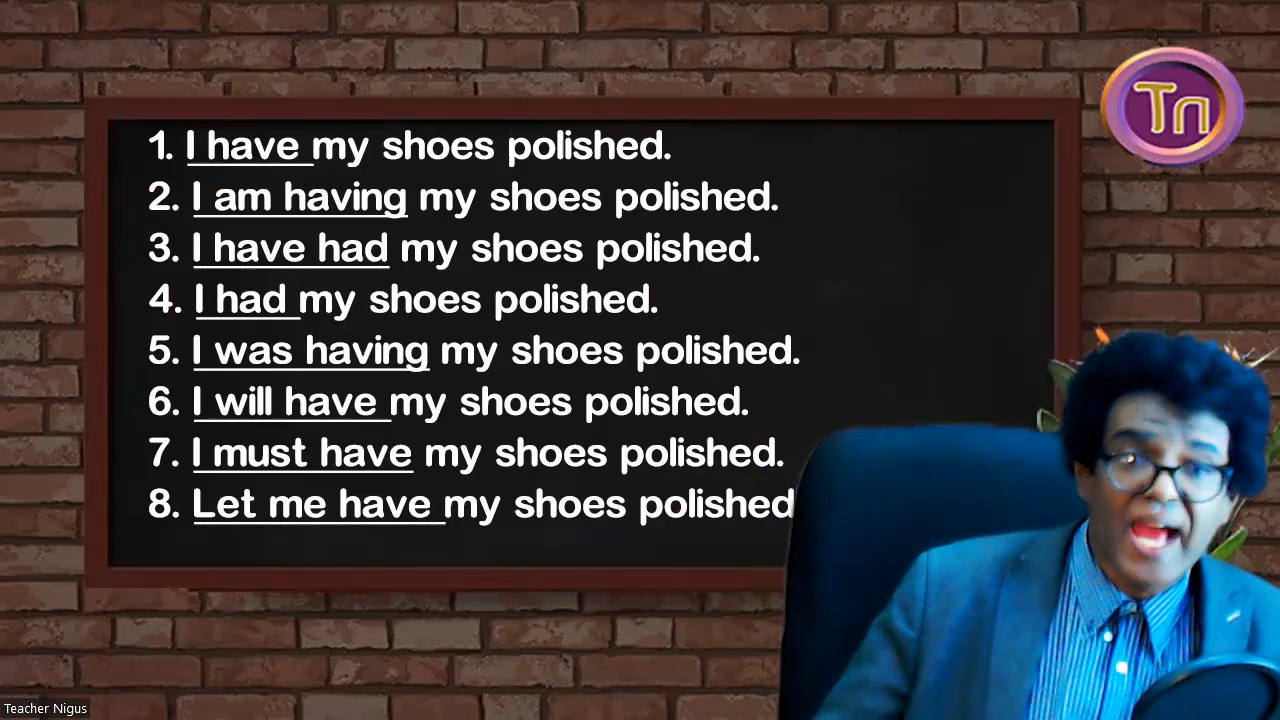 Tn
1. I have my shoes polished.
2. I am having my shoes polished.
3. I have had my shoes polished.
4. I had my shoes polished.
5. I was having my shoes polished.
6. I will have my shoes polished.
7. I must have my shoes polished.
8. Let me have my shoes polished
Teacher Nigus